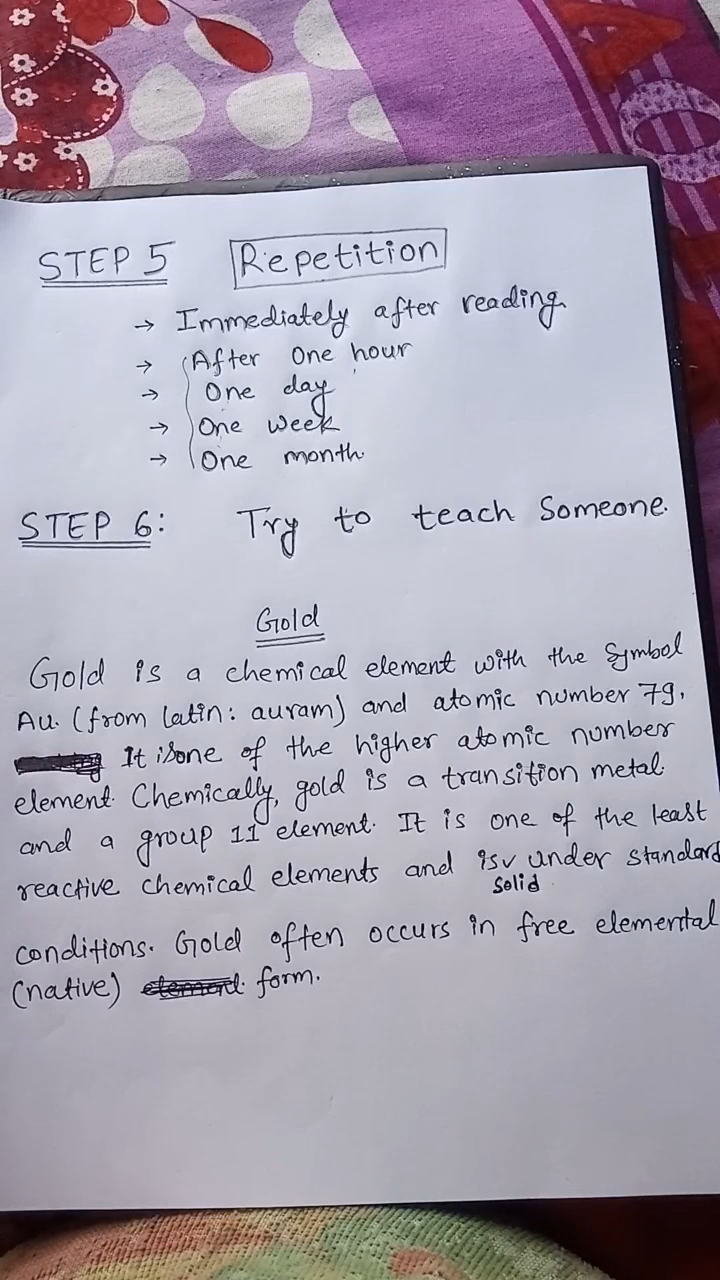 STEP 5 Repetition
→ Immediately after reading.
→ After one hour
→ One day
→ One week
→ One month.
STEP 6: Try to teach Someone.
Gold
Gold is a chemical element with the symbol
Au. (from latin: auram) and atomic number 79.
It is one of the higher atomic number
element. Chemically, gold is a transition metal.
and a group 11 element. It is one of the least
reactive chemical elements and is solid under standard
conditions. Gold often occurs in free elemental
(native) form.